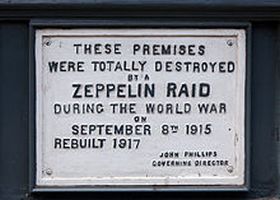 THESE PREMISES
WERE TOTALLY DESTROYED
BY A
ZEPPELIN RAID
DURING THE WORLD WAR
ON
SEPTEMBER 8TH 1915
REBUILT 1917
JOHN PHILLIPS
GOVERNING DIRECTOR